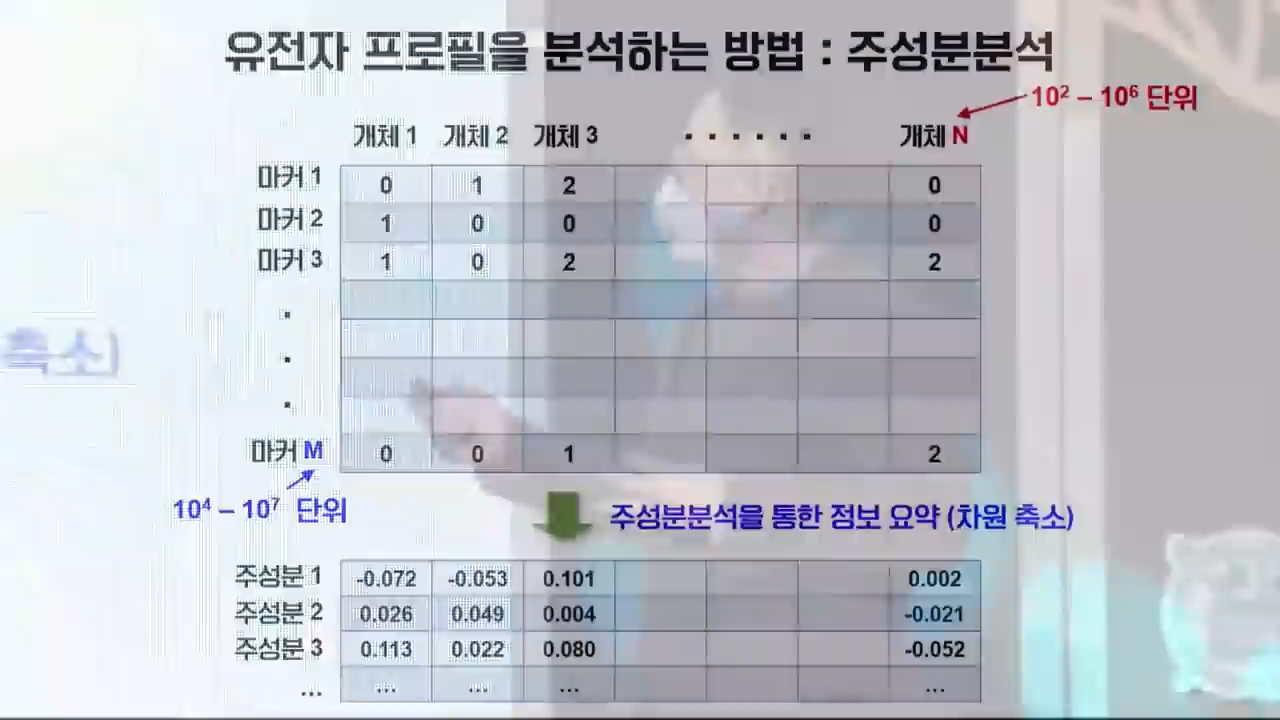 유전자 프로필을 분석하는 방법 : 주성분분석
10² – 10⁶ 단위
개체 1 개체 2 개체 3 · · · · · · 개체 N
마커 1 0 1 2 0
마커 2 1 0 0 0
마커 3 1 0 2 2
.
.
.
마커 M 0 0 1 2
10⁴ – 10⁷ 단위
주성분분석을 통한 정보 요약 (차원 축소)
주성분 1 -0.072 -0.053 0.101 0.002
주성분 2 0.026 0.049 0.004 -0.021
주성분 3 0.113 0.022 0.080 -0.052
... ... ... ... ...
축소)